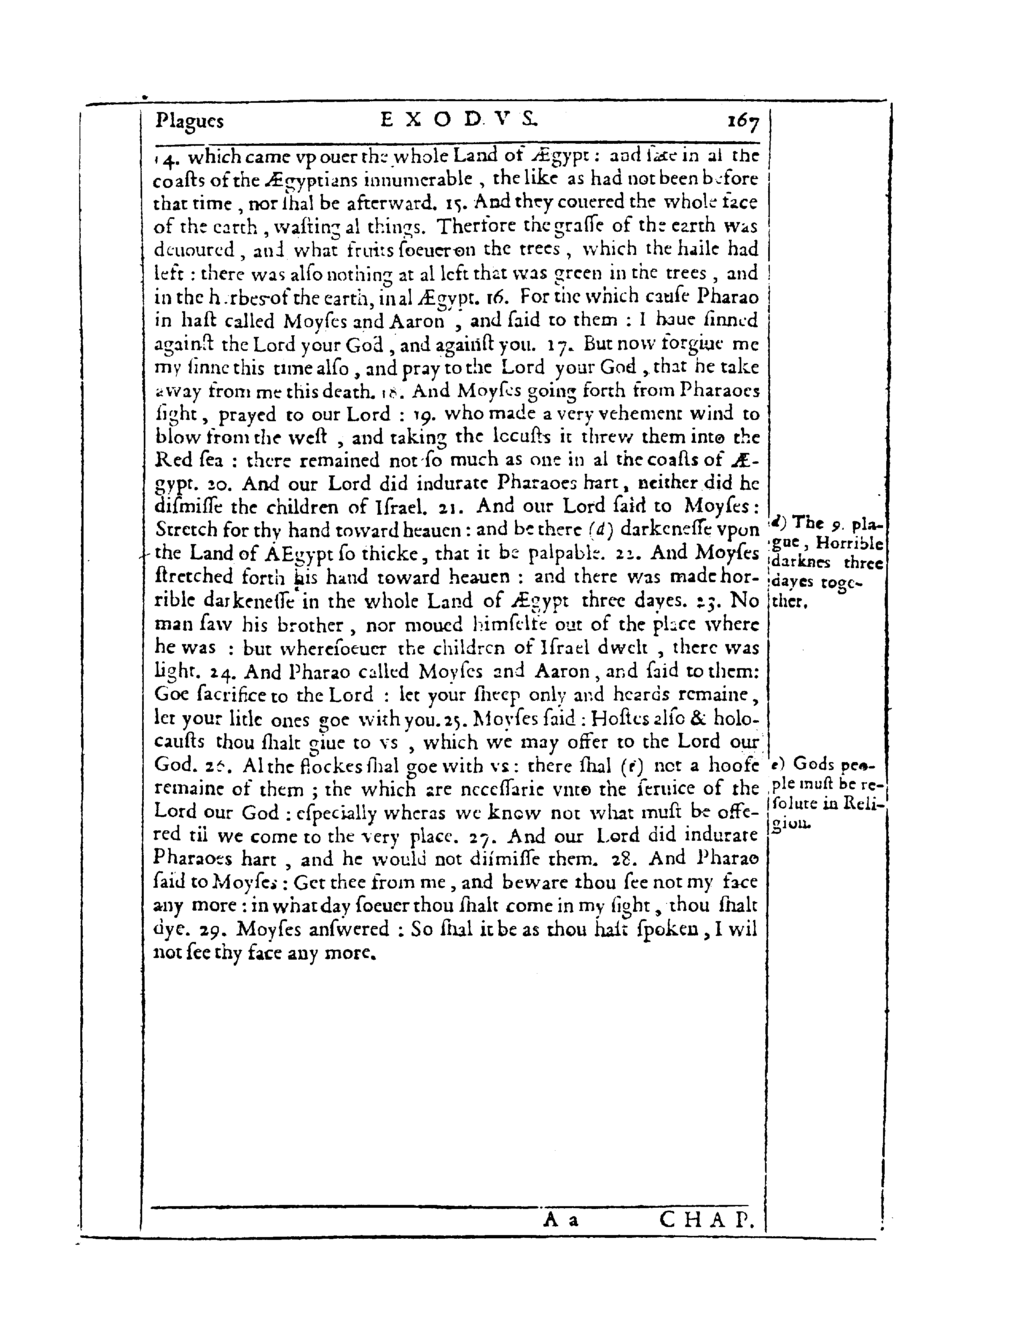 Plagues E X O D V S. 167
14. which came vp ouer the whole Land of Ægypt : and sate in al the
coaſts of the Ægyptians innumerable , the like as had not been before
that time , nor ſhal be afterward. 15. And they couered the whole face
of the earth , waſting al things. Therfore the graſſe of the earth was
deuoured , and what fruits ſoeuer on the trees , which the haile had
left : there was alſo nothing at al left that was green in the trees , and
in the herbes of the earth, in al Ægypt. 16. For the which cauſe Pharao
in haſt called Moyſes and Aaron , and ſaid to them : I haue ſinned
againſt the Lord your God , and againſt you. 17. But now forgiue me
my ſinne this time alſo , and pray to the Lord your God , that he take
away from me this death. 18. And Moyſes going forth from Pharaoes
ſight , prayed to our Lord : 19. who made a very vehement wind to
blow from the weſt , and taking the locuſts it threw them into the
Red ſea : there remained not ſo much as one in al the coaſts of Æ-
gypt. 20. And our Lord did indurate Pharaoes hart , neither did he
diſmiſſe the children of Iſrael. 21. And our Lord ſaid to Moyſes :
Stretch for thy hand toward heauen : and be there (d) darkeneſſe vpon
the Land of AEgypt ſo thicke, that it be palpable. 22. And Moyſes
ſtretched forth his hand toward heauen : and there was made hor-
rible darkeneſſe in the whole Land of Ægypt three dayes. 23. No
man ſaw his brother , nor moued himſelfe out of the place where
he was : but whereſoeuer the children of Iſrael dwelt , there was
light. 24. And Pharao called Moyſes and Aaron , and ſaid to them:
Goe ſacrifice to the Lord : let your ſheep only and heards remaine ,
let your litle ones goe with you. 25. Moyſes ſaid : Hoſtes alſo & holo-
cauſts thou ſhalt giue to vs , which we may offer to the Lord our
God. 26. Al the flockes ſhal goe with vs : there ſhal (e) not a hoofe
remaine of them ; the which are neceſſarie vnto the ſeruice of the
Lord our God : eſpecially wheras we know not what muſt be offe-
red til we come to the very place. 27. And our Lord did indurate
Pharaoes hart , and he would not diſmiſſe them. 28. And Pharao
ſaid to Moyſes : Get thee from me , and beware thou ſee not my face
any more : in what day ſoeuer thou ſhalt come in my ſight , thou ſhalt
dye. 29. Moyſes anſwered : So ſhal it be as thou haſt ſpoken , I wil
not ſee thy face any more.
d) The 9. pla-
gue , Horrible
darknes three
dayes toge-
ther.
e) Gods peo-
ple muſt be re-
ſolute in Reli-
gion.
A a C H A P.